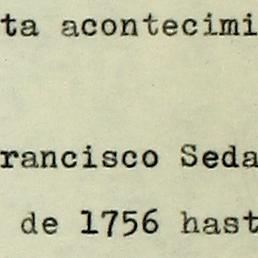 ta acontecimi
rancisco Seda
de 1756 hast